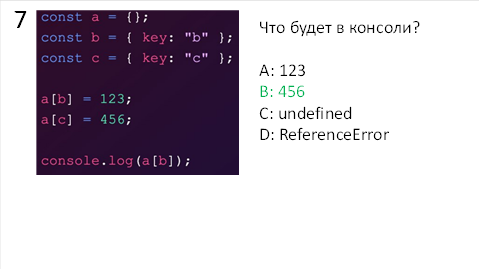 7
const a = {};
const b = { key: "b" };
const c = { key: "c" };
a[b] = 123;
a[c] = 456;
console.log(a[b]);
Что будет в консоли?
A: 123
B: 456
C: undefined
D: ReferenceError